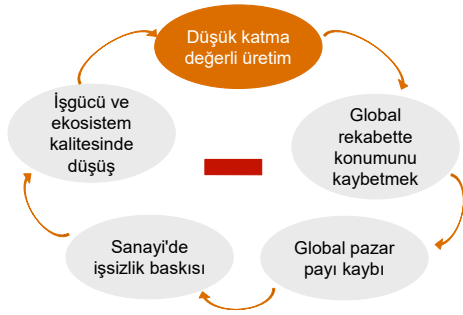 Düşük katma
değerli üretim
Global
rekabette
konumunu
kaybetmek
Global pazar
payı kaybı
Sanayi'de
işsizlik baskısı
İşgücü ve
ekosistem
kalitesinde
düşüş